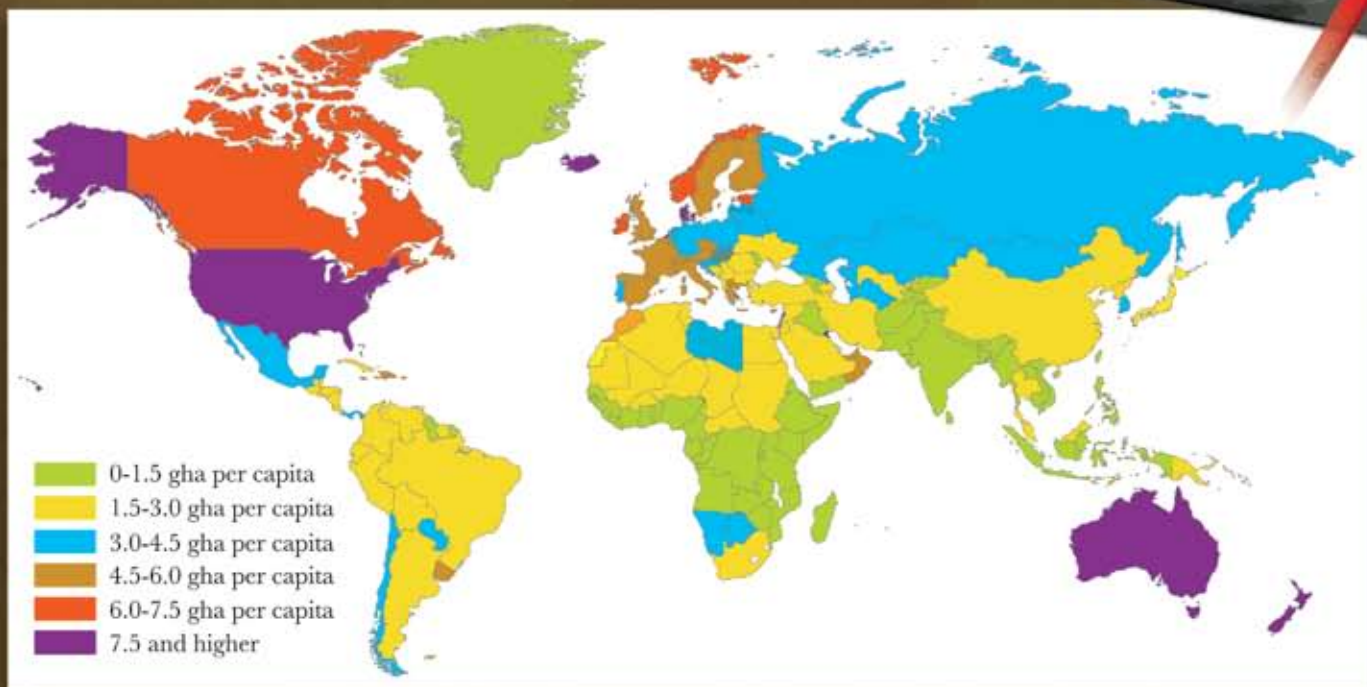 0-1.5 gha per capita
1.5-3.0 gha per capita
3.0-4.5 gha per capita
4.5-6.0 gha per capita
6.0-7.5 gha per capita
7.5 and higher